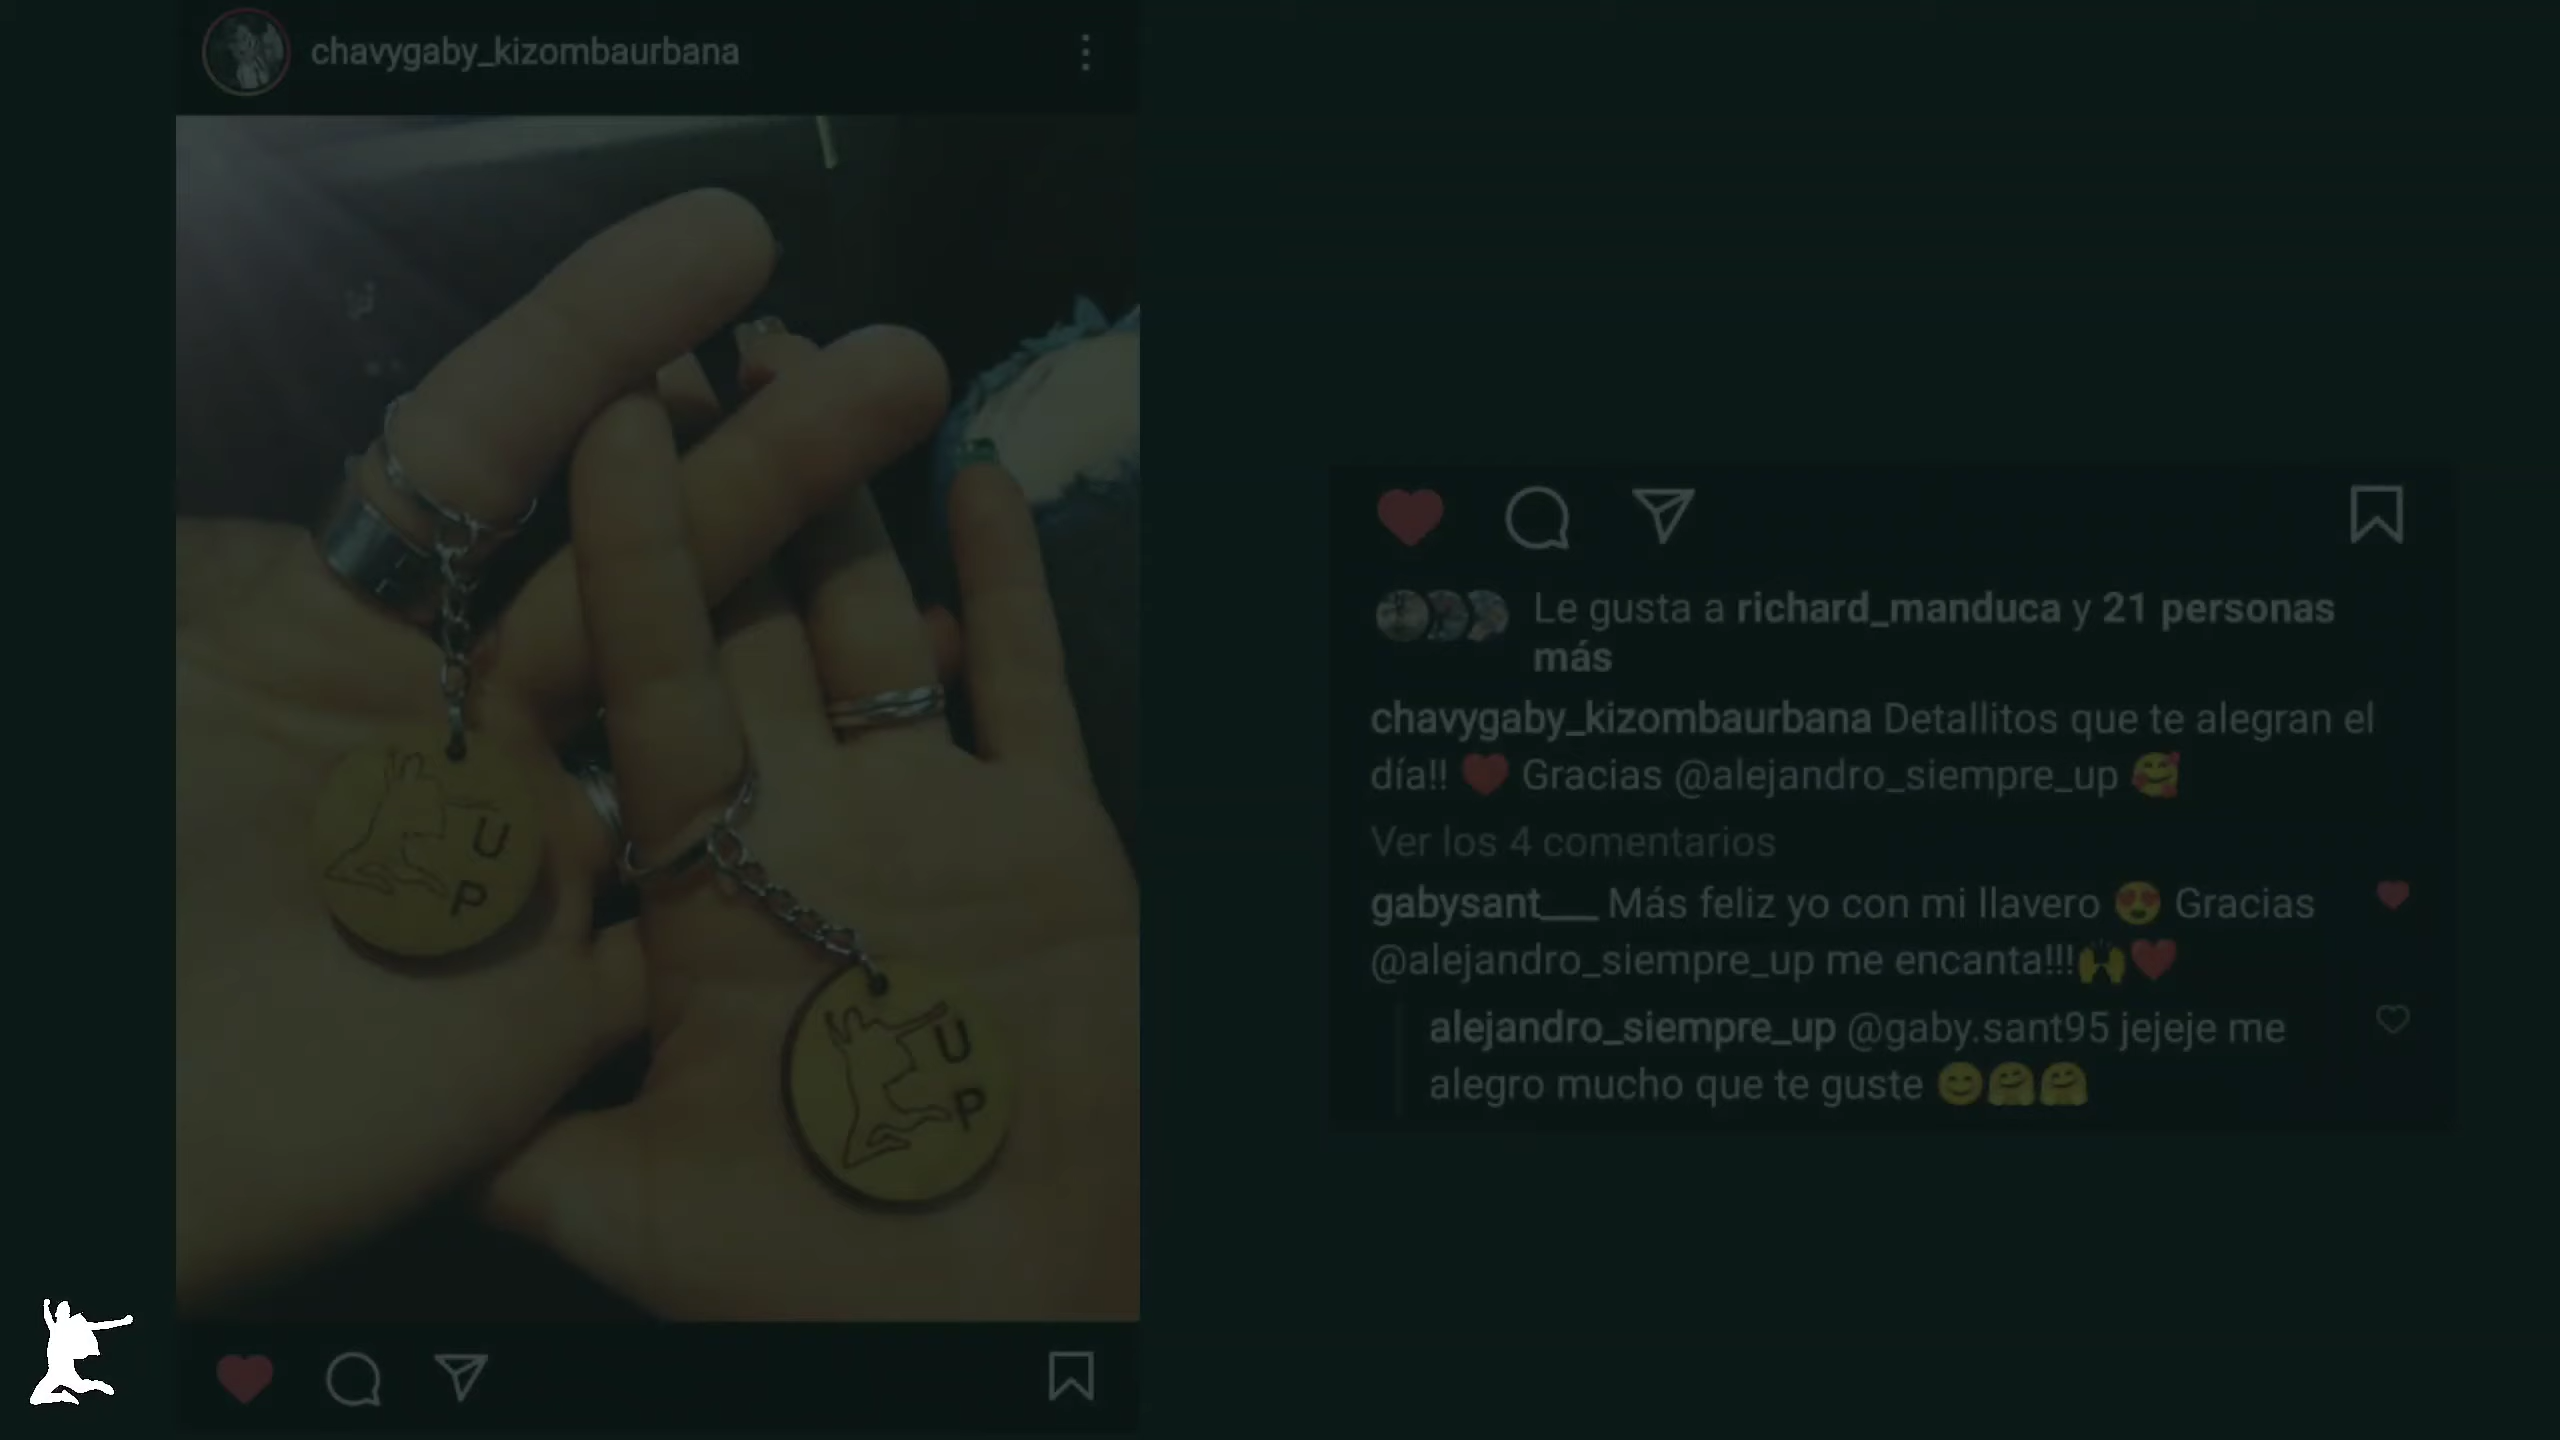 chavygaby_kizombaurbana
U
P
U
P
Le gusta a richard_manduca y 21 personas
más
chavygaby_kizombaurbana Detallitos que te alegran el
día!! ❤️ Gracias @alejandro_siempre_up 🥰
Ver los 4 comentarios
gabysant___ Más feliz yo con mi llavero 😍 Gracias
@alejandro_siempre_up me encanta!!!🙌❤️
alejandro_siempre_up @gaby.sant95 jejeje me
alegro mucho que te guste 😊🤗🤗